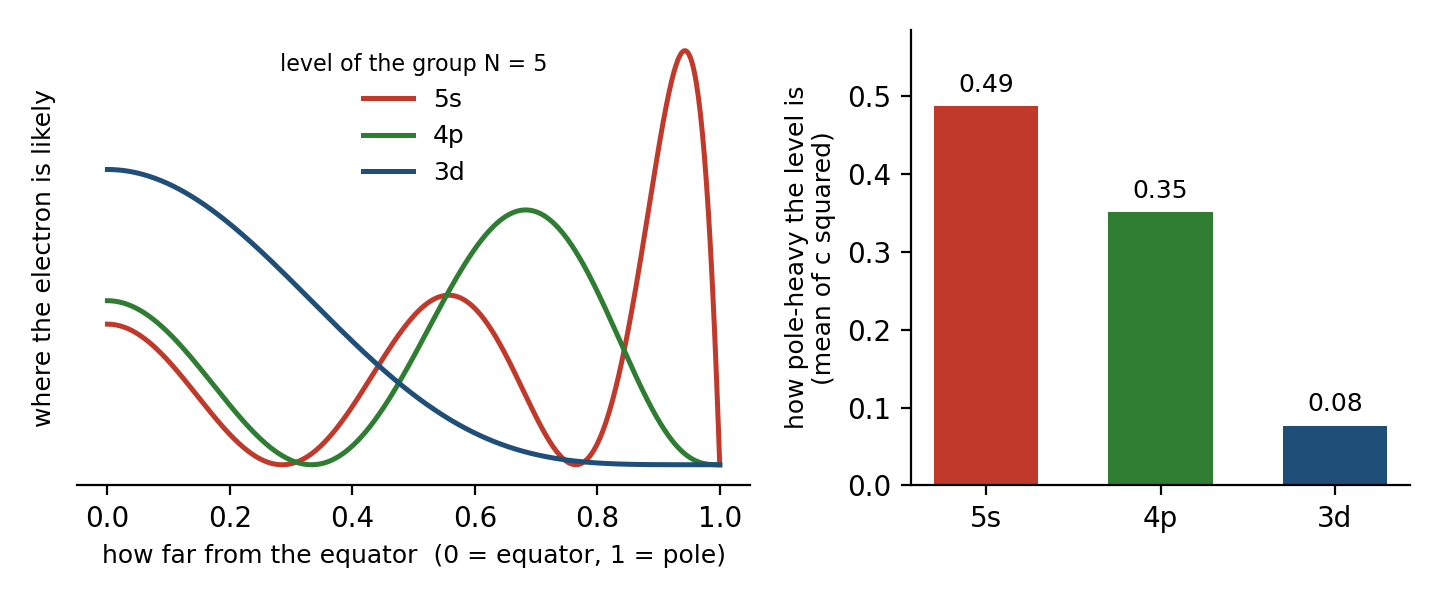 where the electron is likely
level of the group N = 5
5s
4p
3d
0.0 0.2 0.4 0.6 0.8 1.0
how far from the equator  (0 = equator, 1 = pole)
how pole-heavy the level is
(mean of c squared)
0.5
0.4
0.3
0.2
0.1
0.0
0.49
0.35
0.08
5s 4p 3d